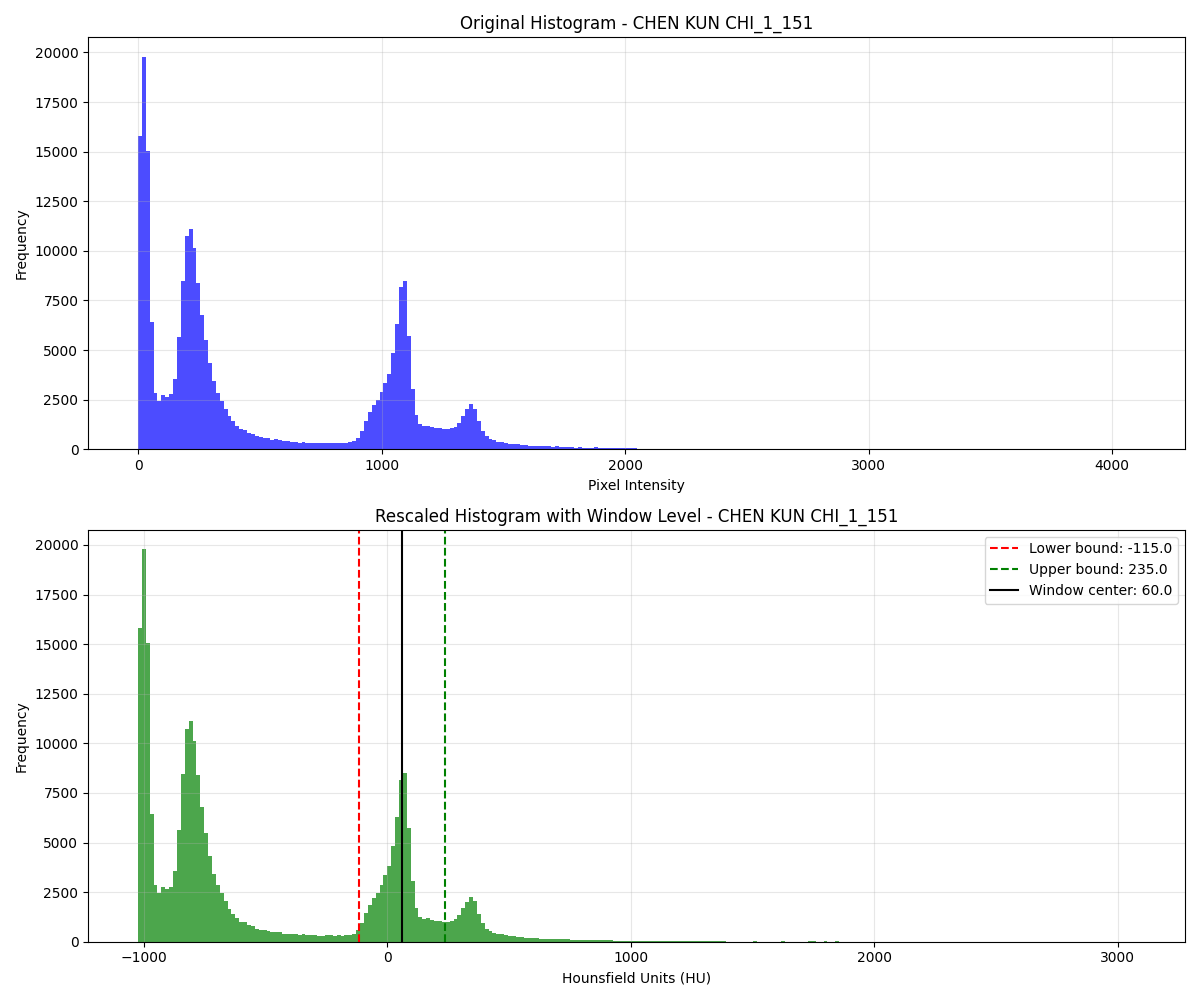 Original Histogram - CHEN KUN CHI_1_151
20000
17500
15000
12500
10000
7500
5000
2500
0
Frequency
0 1000 2000 3000 4000
Pixel Intensity
Rescaled Histogram with Window Level - CHEN KUN CHI_1_151
Lower bound: -115.0
Upper bound: 235.0
Window center: 60.0
20000
17500
15000
12500
10000
7500
5000
2500
0
Frequency
−1000 0 1000 2000 3000
Hounsfield Units (HU)